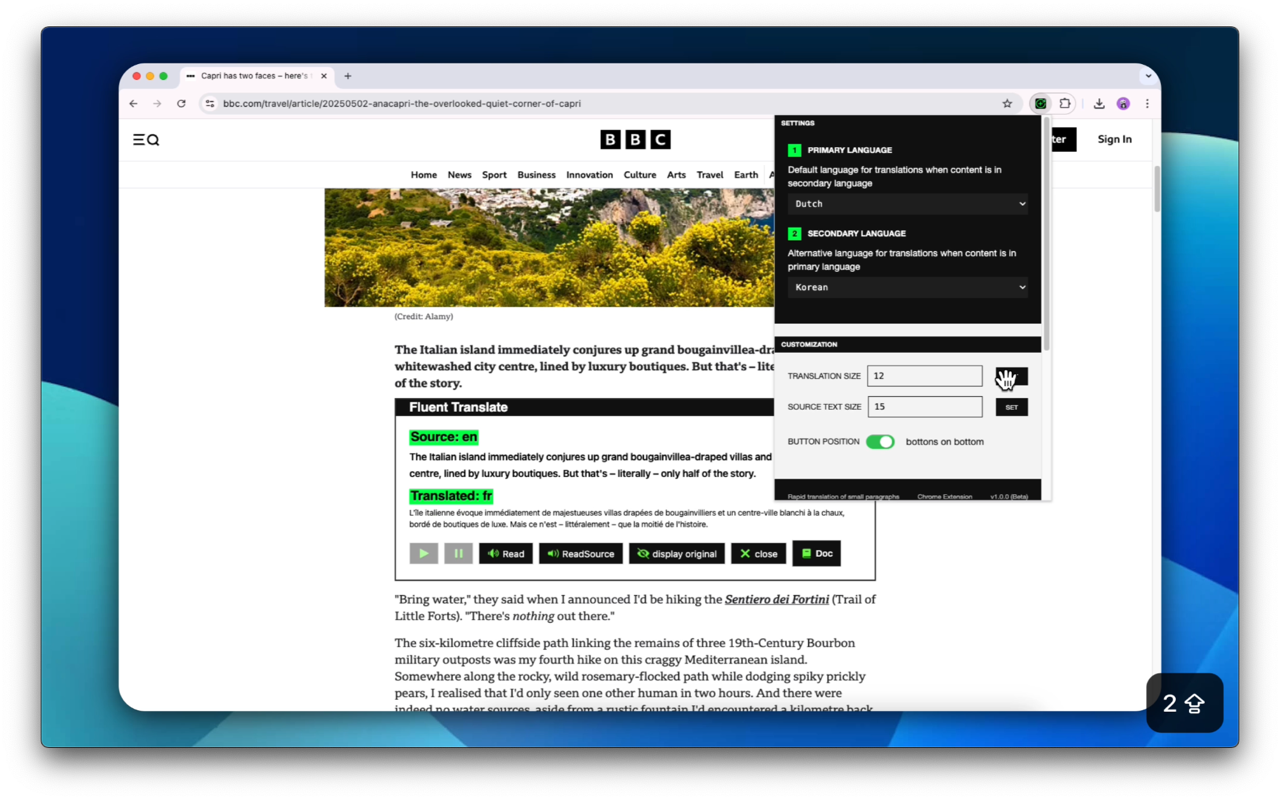 Capri has two faces – here's
bbc.com/travel/article/20250502-anacapri-the-overlooked-quiet-corner-of-capri
BBC
ter
Sign In
Home News Sport Business Innovation Culture Arts Travel Earth
(Credit: Alamy)
The Italian island immediately conjures up grand bougainvillea-dra
whitewashed city centre, lined by luxury boutiques. But that's – lite
of the story.
Fluent Translate
Source: en
The Italian island immediately conjures up grand bougainvillea-draped villas and
centre, lined by luxury boutiques. But that's – literally – only half of the story.
Translated: fr
L'île italienne évoque immédiatement de majestueuses villas drapées de bougainvilliers et un centre-ville blanchi à la chaux,
bordé de boutiques de luxe. Mais ce n'est – littéralement – que la moitié de l'histoire.
Read ReadSource display original close Doc
"Bring water," they said when I announced I'd be hiking the Sentiero dei Fortini (Trail of
Little Forts). "There's nothing out there."
The six-kilometre cliffside path linking the remains of three 19th-Century Bourbon
military outposts was my fourth hike on this craggy Mediterranean island.
Somewhere along the rocky, wild rosemary-flocked path while dodging spiky prickly
pears, I realised that I'd only seen one other human in two hours. And there were
indeed no water sources, aside from a rustic fountain I'd encountered a kilometre back
SETTINGS
1 PRIMARY LANGUAGE
Default language for translations when content is in
secondary language
Dutch
2 SECONDARY LANGUAGE
Alternative language for translations when content is in
primary language
Korean
CUSTOMIZATION
TRANSLATION SIZE 12
SOURCE TEXT SIZE 15 SET
BUTTON POSITION bottons on bottom
Rapid translation of small paragraphs Chrome Extension v1.0.0 (Beta)
2